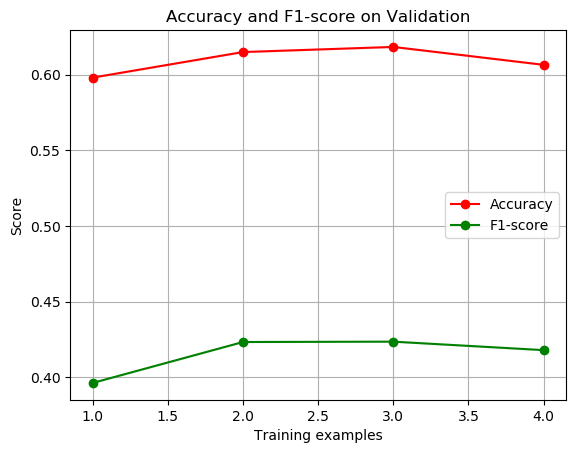 Accuracy and F1-score on Validation
Score
0.60
0.55
0.50
0.45
0.40
Accuracy
F1-score
1.0 1.5 2.0 2.5 3.0 3.5 4.0
Training examples